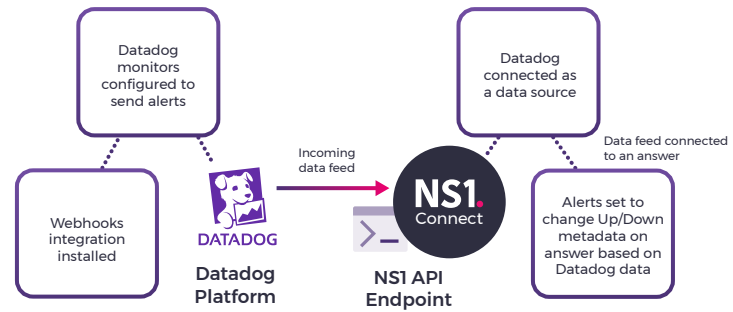 Datadog
monitors
configured to
send alerts
Webhooks
integration
installed
DATADOG
Datadog
Platform
Incoming
data feed
NS1.
Connect
NS1 API
Endpoint
Datadog
connected as
a data source
Data feed connected
to an answer
Alerts set to
change Up/Down
metadata on
answer based on
Datadog data